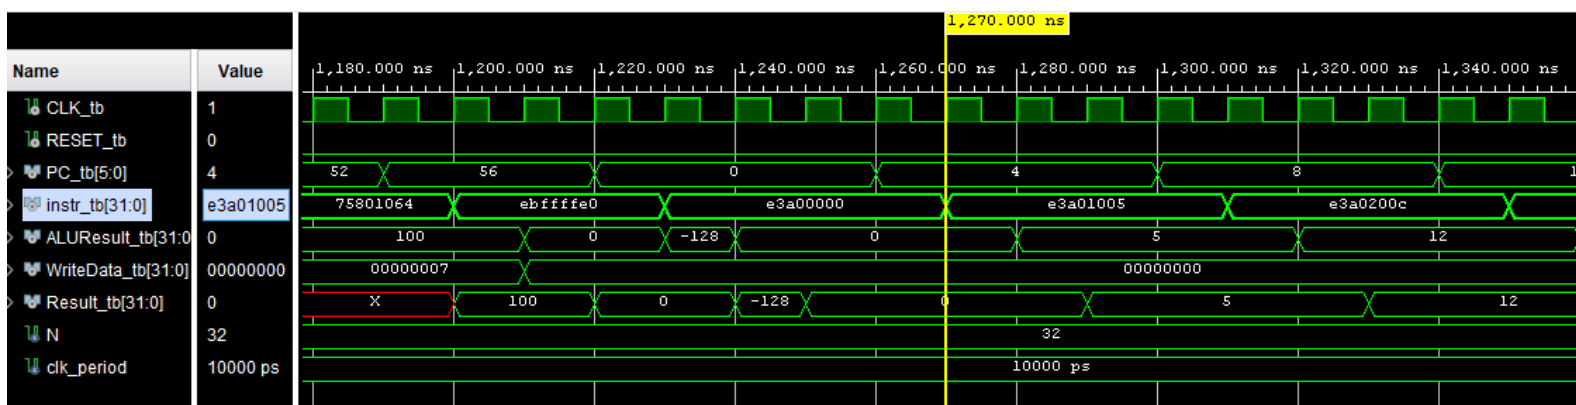 1,270.000 ns
Name Value 1,180.000 ns 1,200.000 ns 1,220.000 ns 1,240.000 ns 1,260.000 ns 1,280.000 ns 1,300.000 ns 1,320.000 ns 1,340.000 ns
CLK_tb 1
RESET_tb 0
PC_tb[5:0] 4 52 56 0 4 8 1
instr_tb[31:0] e3a01005 75801064 ebffffe0 e3a00000 e3a01005 e3a0200c
ALUResult_tb[31:0 0 100 0 -128 0 5 12
WriteData_tb[31:0] 00000000 00000007 00000000
Result_tb[31:0] 0 X 100 0 -128 0 5 12
N 32 32
clk_period 10000 ps 10000 ps